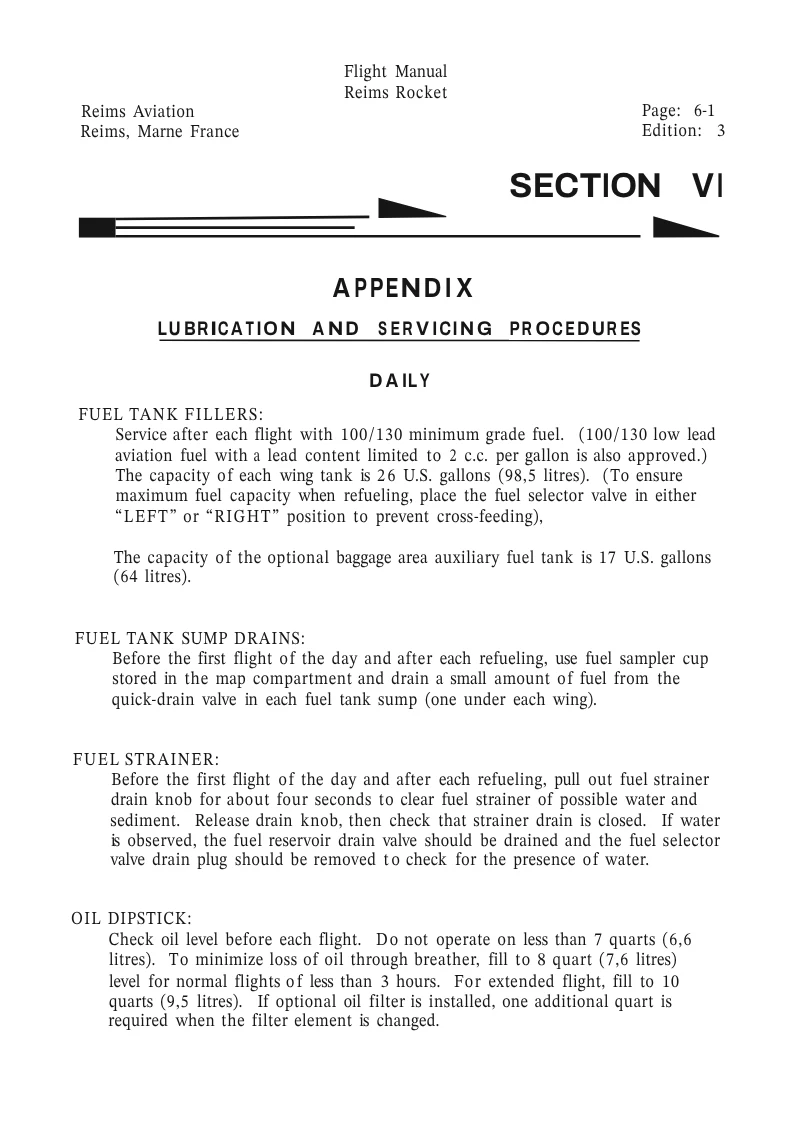 Flight Manual
Reims Rocket
Reims Aviation
Page: 6-1
Reims, Marne France
Edition: 3
SECTION VI
APPENDIX
LUBRICATION AND SERVICING PROCEDURES
DAILY
FUEL TANK FILLERS:
Service after each flight with 100/130 minimum grade fuel. (100/130 low lead
aviation fuel with a lead content limited to 2 c.c. per gallon is also approved.)
The capacity of each wing tank is 26 U.S. gallons (98,5 litres). (To ensure
maximum fuel capacity when refueling, place the fuel selector valve in either
“LEFT” or “RIGHT” position to prevent cross-feeding),
The capacity of the optional baggage area auxiliary fuel tank is 17 U.S. gallons
(64 litres).
FUEL TANK SUMP DRAINS:
Before the first flight of the day and after each refueling, use fuel sampler cup
stored in the map compartment and drain a small amount of fuel from the
quick-drain valve in each fuel tank sump (one under each wing).
FUEL STRAINER:
Before the first flight of the day and after each refueling, pull out fuel strainer
drain knob for about four seconds to clear fuel strainer of possible water and
sediment. Release drain knob, then check that strainer drain is closed. If water
is observed, the fuel reservoir drain valve should be drained and the fuel selector
valve drain plug should be removed to check for the presence of water.
OIL DIPSTICK:
Check oil level before each flight. Do not operate on less than 7 quarts (6,6
litres). To minimize loss of oil through breather, fill to 8 quart (7,6 litres)
level for normal flights of less than 3 hours. For extended flight, fill to 10
quarts (9,5 litres). If optional oil filter is installed, one additional quart is
required when the filter element is changed.